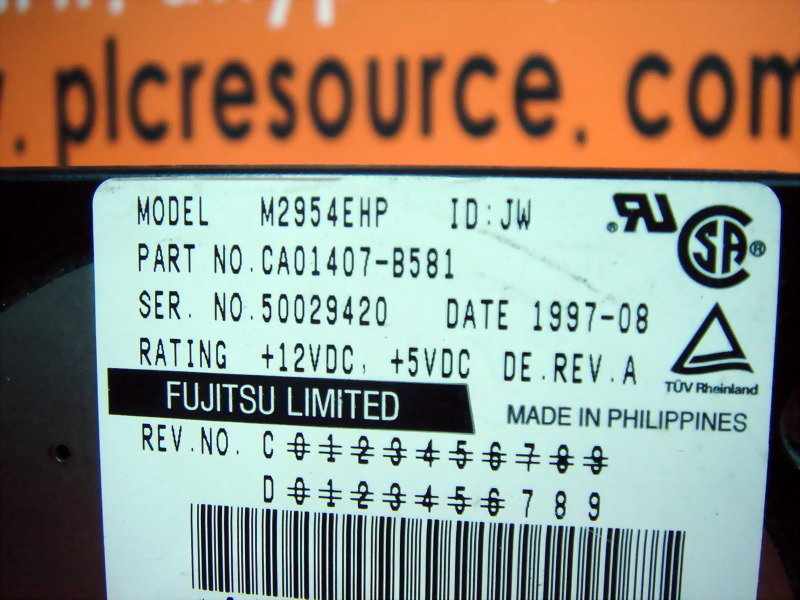 . plcresource. com
MODEL M2954EHP ID:JW
PART NO. CA01407-B581
SER. NO. 50029420 DATE 1997-08
RATING +12VDC, +5VDC DE.REV.A
TÜV Rheinland
FUJITSU LIMITED MADE IN PHILIPPINES
REV.NO. C 0 1 2 3 4 5 6 7 8 9
D 0 1 2 3 4 5 6 7 8 9